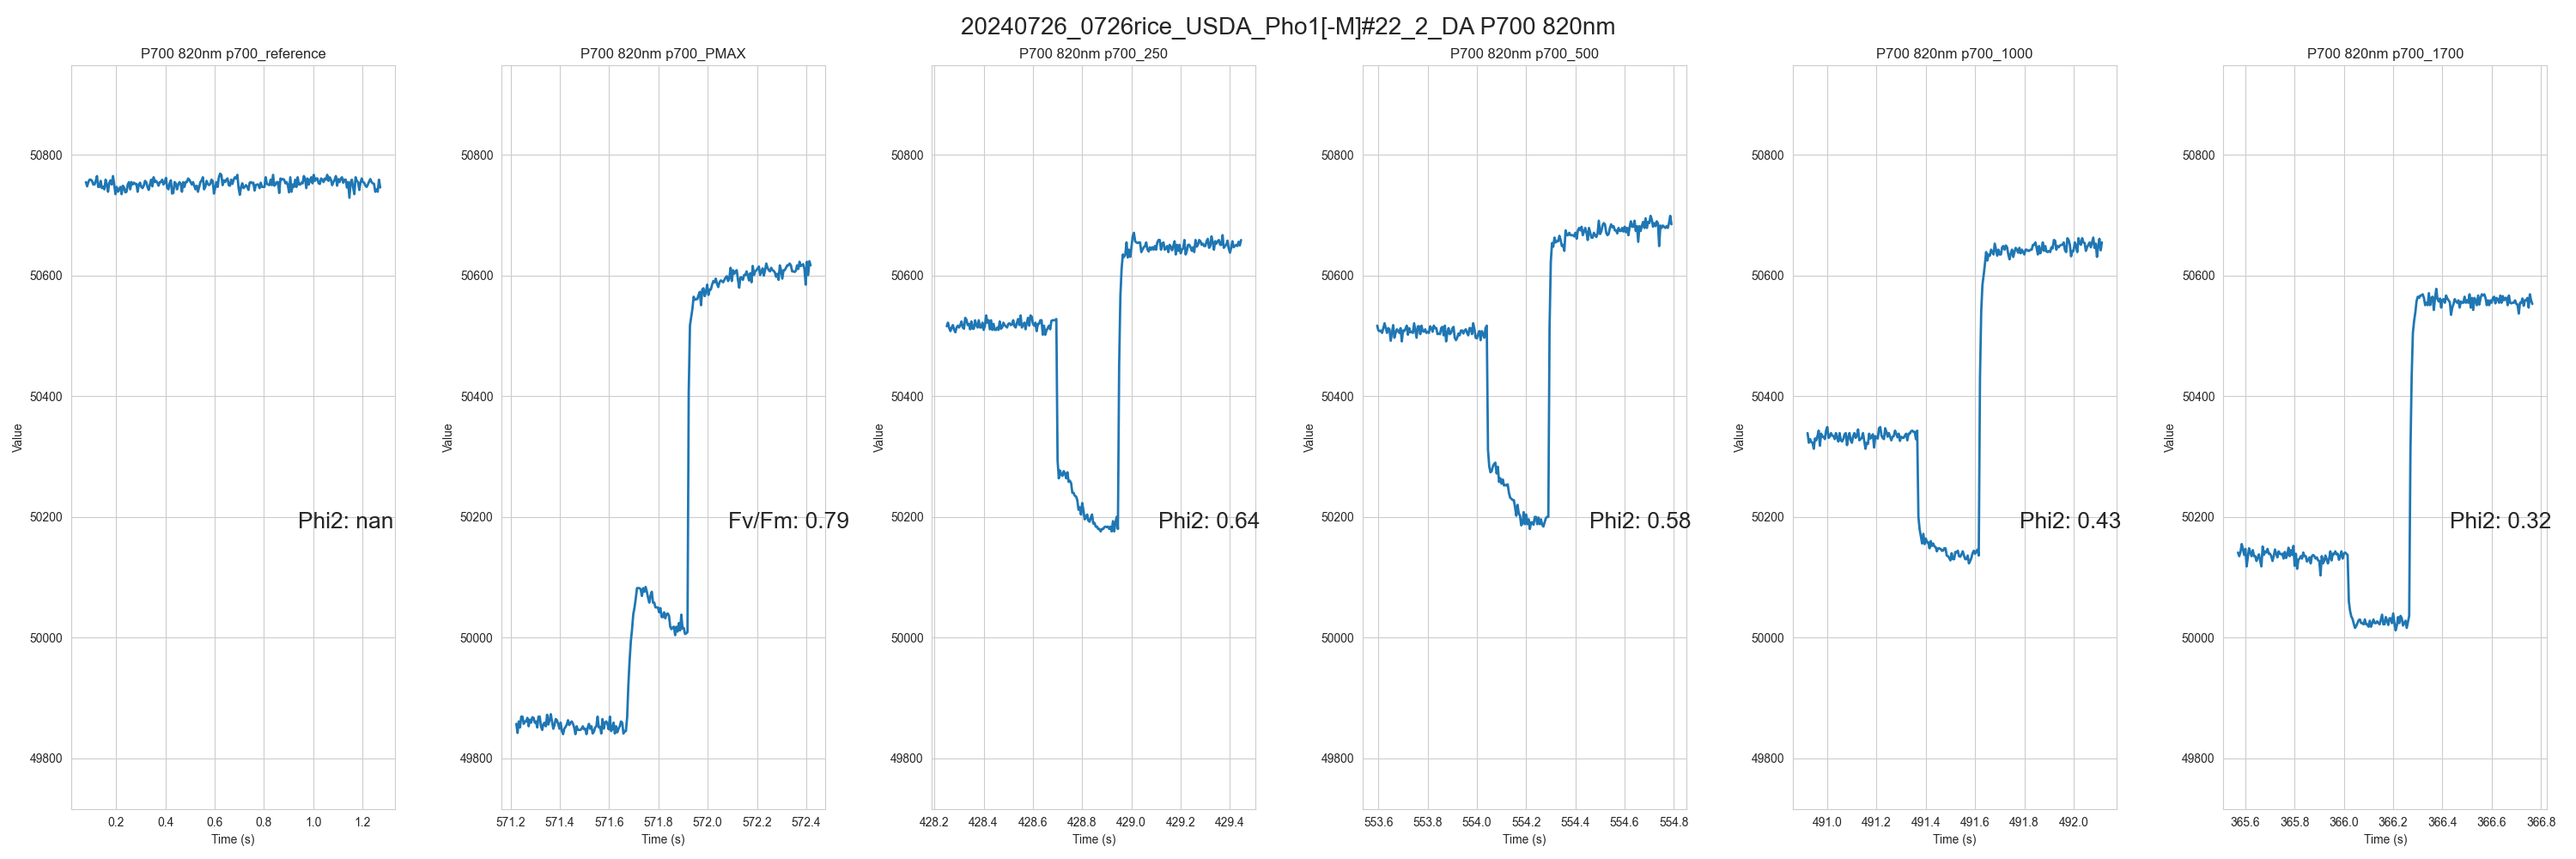 20240726_0726rice_USDA_Pho1[-M]#22_2_DA P700 820nm
P700 820nm p700_reference
50800
50600
50400
50200
50000
49800
Value
Phi2: nan
0.2 0.4 0.6 0.8 1.0 1.2
Time (s)
P700 820nm p700_PMAX
50800
50600
50400
50200
50000
49800
Value
Fv/Fm: 0.79
571.2 571.4 571.6 571.8 572.0 572.2 572.4
Time (s)
P700 820nm p700_250
50800
50600
50400
50200
50000
49800
Value
Phi2: 0.64
428.2 428.4 428.6 428.8 429.0 429.2 429.4
Time (s)
P700 820nm p700_500
50800
50600
50400
50200
50000
49800
Value
Phi2: 0.58
553.6 553.8 554.0 554.2 554.4 554.6 554.8
Time (s)
P700 820nm p700_1000
50800
50600
50400
50200
50000
49800
Value
Phi2: 0.43
491.0 491.2 491.4 491.6 491.8 492.0
Time (s)
P700 820nm p700_1700
50800
50600
50400
50200
50000
49800
Value
Phi2: 0.32
365.6 365.8 366.0 366.2 366.4 366.6 366.8
Time (s)